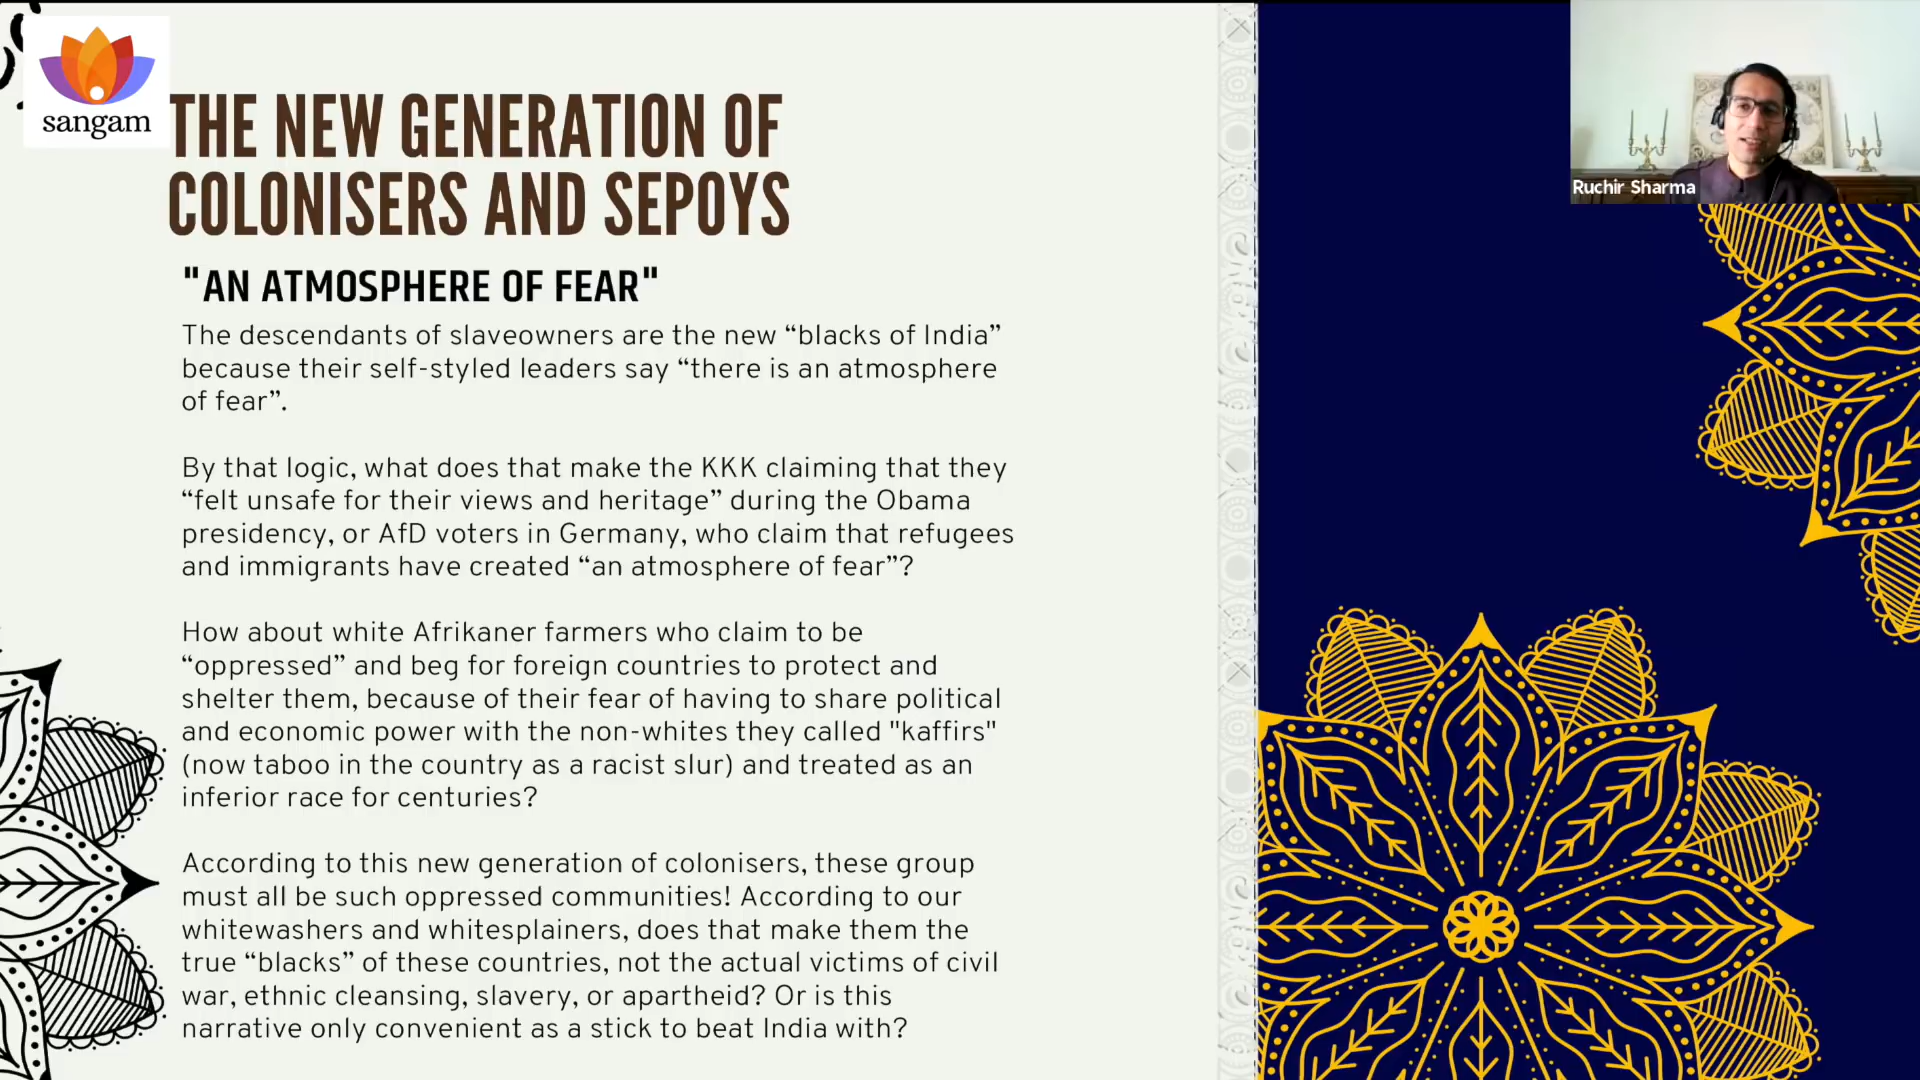 sangam
THE NEW GENERATION OF
COLONISERS AND SEPOYS
"AN ATMOSPHERE OF FEAR"
The descendants of slaveowners are the new “blacks of India”
because their self-styled leaders say “there is an atmosphere
of fear”.
By that logic, what does that make the KKK claiming that they
“felt unsafe for their views and heritage” during the Obama
presidency, or AfD voters in Germany, who claim that refugees
and immigrants have created “an atmosphere of fear”?
How about white Afrikaner farmers who claim to be
“oppressed” and beg for foreign countries to protect and
shelter them, because of their fear of having to share political
and economic power with the non-whites they called "kaffirs"
(now taboo in the country as a racist slur) and treated as an
inferior race for centuries?
According to this new generation of colonisers, these group
must all be such oppressed communities! According to our
whitewashers and whitesplainers, does that make them the
true “blacks” of these countries, not the actual victims of civil
war, ethnic cleansing, slavery, or apartheid? Or is this
narrative only convenient as a stick to beat India with?
Ruchir Sharma